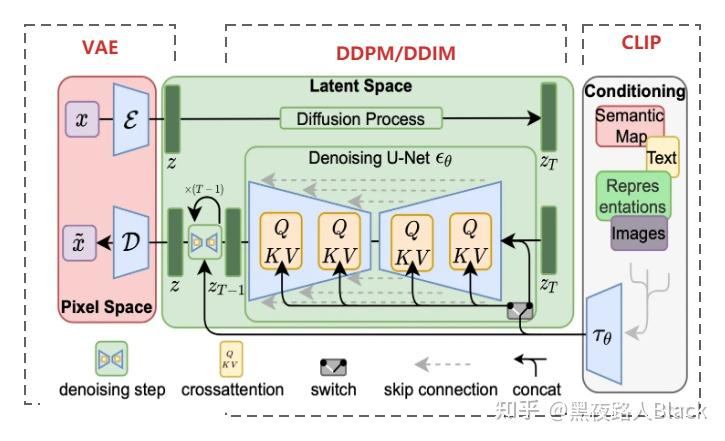 VAE
DDPM/DDIM
CLIP
Latent Space
Conditioning
x
ℰ
z
Diffusion Process
z_T
Semantic
Map
Text
Repres
entations
Images
Denoising U-Net ϵ_θ
×(T−1)
Q
KV
Q
KV
Q
KV
Q
KV
x̃
D
z
z_{T−1}
z_T
Pixel Space
τ_θ
Q
KV
denoising step
crossattention
switch
skip connection
concat
知乎 @黑夜路人Black